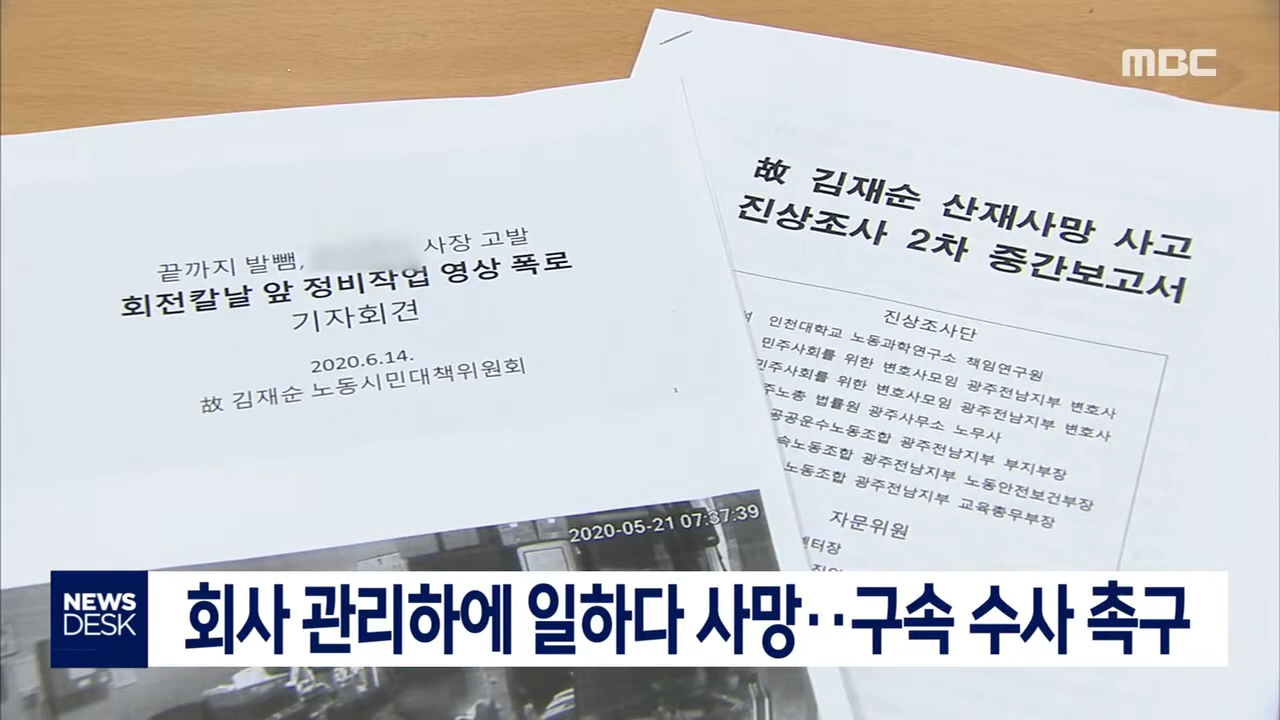 MBC
끝까지 발뺌, 사장 고발
회전칼날 앞 정비작업 영상 폭로
기자회견
2020.6.14.
故 김재순 노동시민대책위원회
1
故 김재순 산재사망 사고
진상조사 2차 중간보고서
진상조사단
인천대학교 노동과학연구소 책임연구원
민주사회를 위한 변호사모임 광주전남지부 변호사
민주사회를 위한 변호사모임 광주전남지부 변호사
주노총 법률원 광주사무소 노무사
공공운수노동조합 광주전남지부 부지부장
속노동조합 광주전남지부 노동안전보건부장
노동조합 광주전남지부 교육총무부장
자문위원
센터장
2020-05-21 07:37:39
NEWS DESK
회사 관리하에 일하다 사망‥구속 수사 촉구